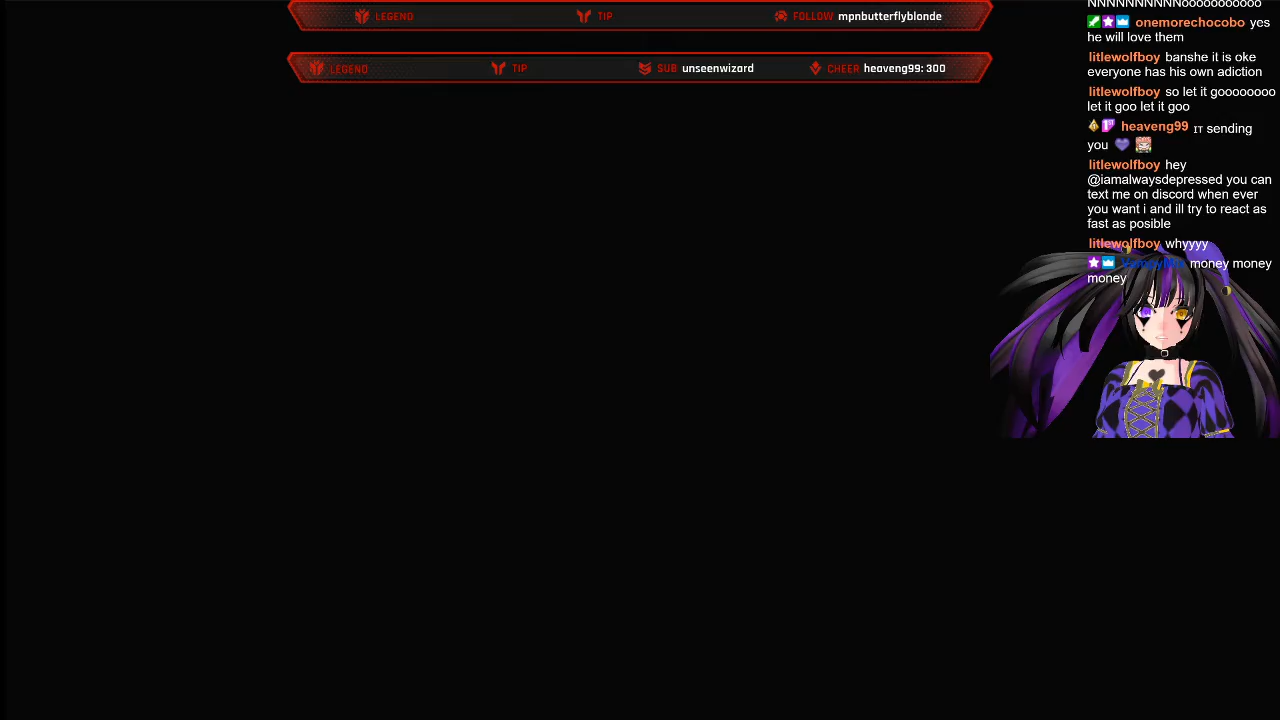 LEGEND TIP FOLLOW mpnbutterflyblonde
LEGEND TIP SUB unseenwizard CHEER heaveng99: 300
NNNNNNNNNNoooooooooo
onemorechocobo yes
he will love them
litlewolfboy banshe it is oke
everyone has his own adiction
litlewolfboy so let it goooooooo
let it goo let it goo
heaveng99 ɪᴛ sending
you
litlewolfboy hey
@iamalwaysdepressed you can
text me on discord when ever
you want i and ill try to react as
fast as posible
litlewolfboy whyyyy
money money
money